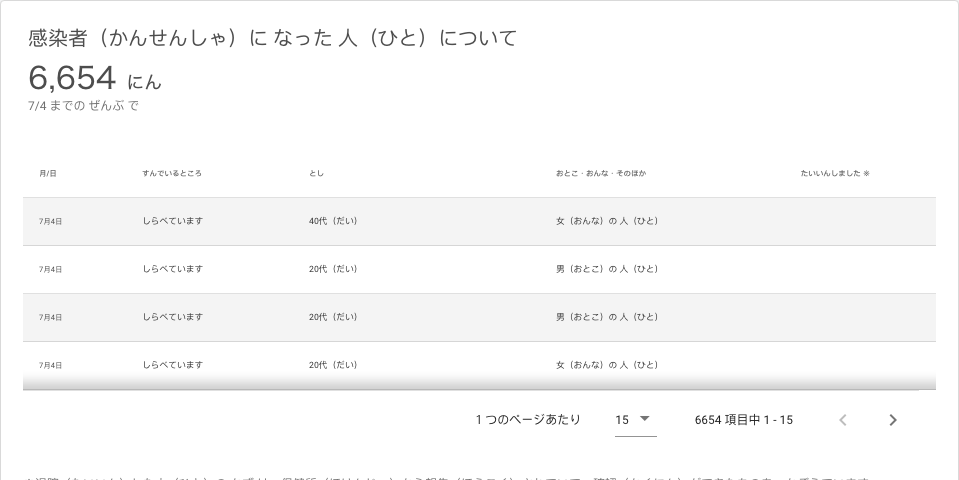 感染者（かんせんしゃ）に なった 人（ひと）について
6,654 にん
7/4 までの ぜんぶ で
月/日 すんでいるところ とし おとこ・おんな・そのほか たいいんしました ※
7月4日 しらべています 40代（だい） 女（おんな）の 人（ひと）
7月4日 しらべています 20代（だい） 男（おとこ）の 人（ひと）
7月4日 しらべています 20代（だい） 男（おとこ）の 人（ひと）
7月4日 しらべています 20代（だい） 女（おんな）の 人（ひと）
1 つのページあたり 15 6654 項目中 1 - 15